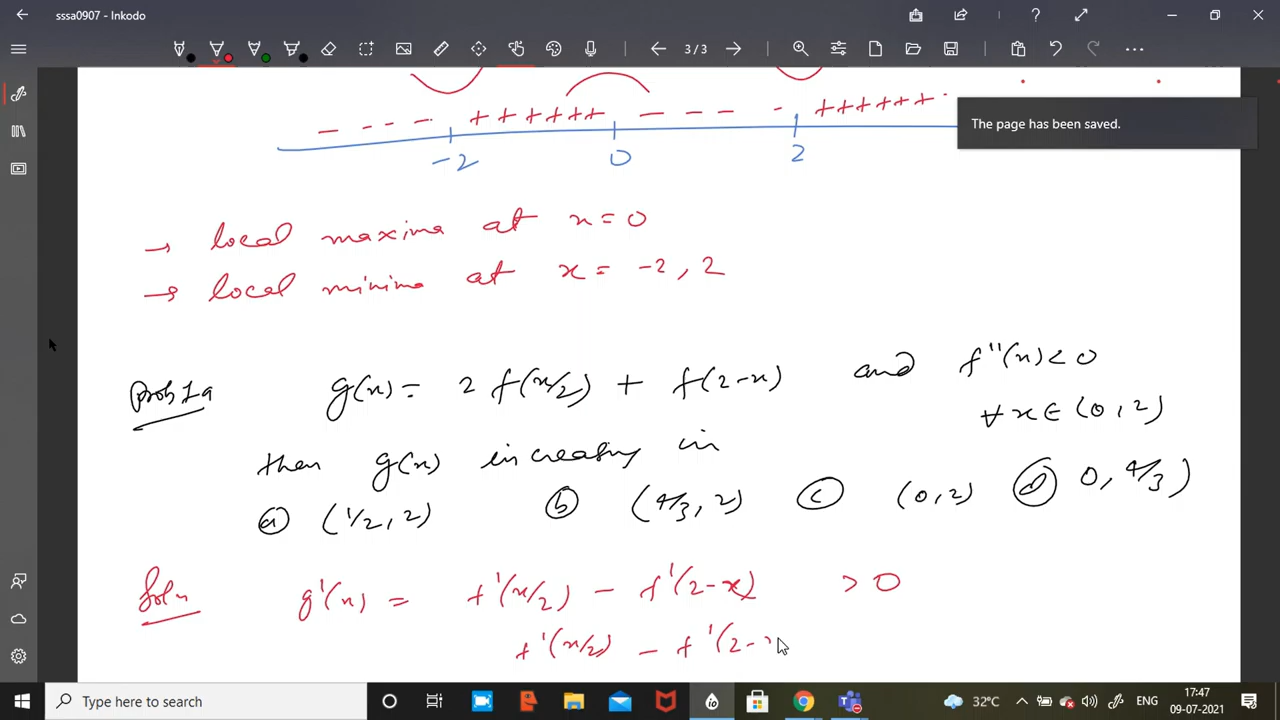 sssa0907 - Inkodo
3/3
The page has been saved.
- - - - - ++++++ - - - - ++++++
-2 0 2
→ local maxima at x = 0
→ local minima at x = -2, 2
Prob 1a g(x) = 2 f(x/2) + f(2-x) and f''(x) < 0
∀ x ∈ (0, 2)
then g(x) increasing in
ⓐ (1/2, 2) ⓑ (4/3, 2) ⓒ (0, 2) ⓓ 0, 4/3)
Soln g'(x) = f'(x/2) - f'(2-x) > 0
f'(x/2) - f'(2-
Type here to search
32°C ENG 17:47
09-07-2021